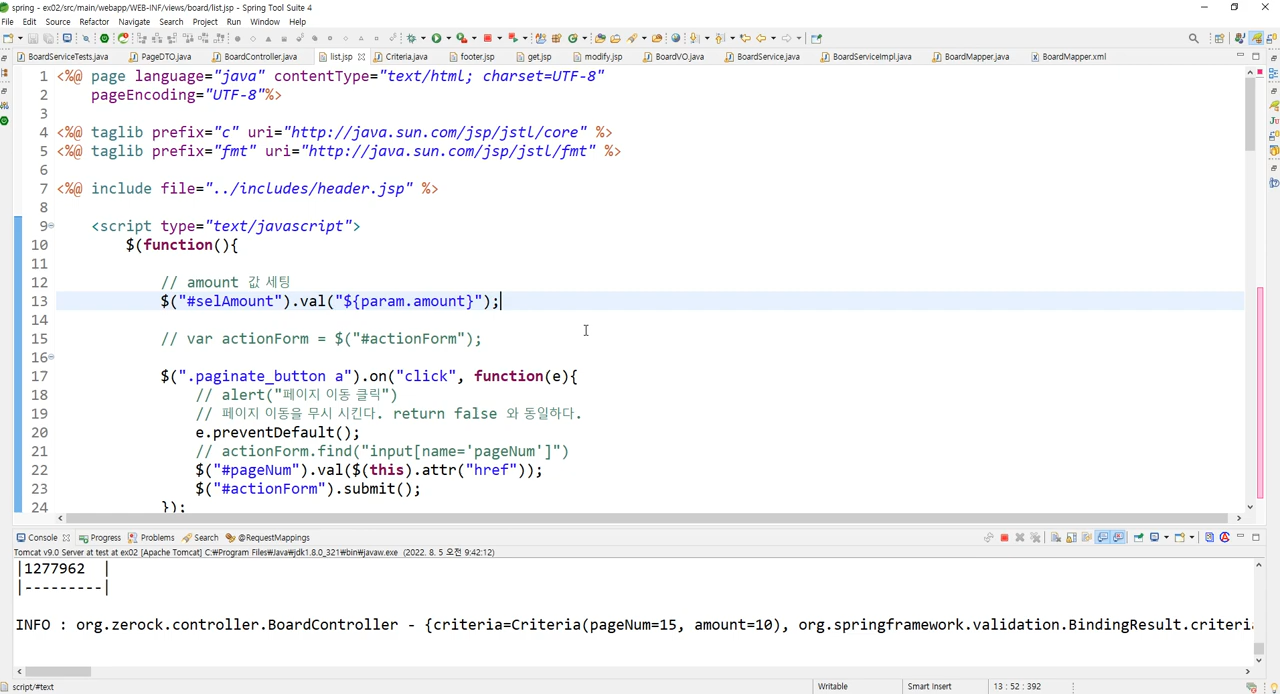 spring - ex02/src/main/webapp/WEB-INF/views/board/list.jsp - Spring Tool Suite 4
File Edit Source Refactor Navigate Search Project Run Window Help
BoardServiceTests.java PageDTO.java BoardController.java list.jsp Criteria.java footer.jsp get.jsp modify.jsp BoardVO.java BoardService.java BoardServiceImpl.java BoardMapper.java BoardMapper.xml
1 <%@ page language="java" contentType="text/html; charset=UTF-8"
2 pageEncoding="UTF-8"%>
3
4 <%@ taglib prefix="c" uri="http://java.sun.com/jsp/jstl/core" %>
5 <%@ taglib prefix="fmt" uri="http://java.sun.com/jsp/jstl/fmt" %>
6
7 <%@ include file="../includes/header.jsp" %>
8
9 <script type="text/javascript">
10 $(function(){
11
12 // amount 값 세팅
13 $("#selAmount").val("${param.amount}");
14
15 // var actionForm = $("#actionForm");
16
17 $(".paginate_button a").on("click", function(e){
18 // alert("페이지 이동 클릭")
19 // 페이지 이동을 무시 시킨다. return false 와 동일하다.
20 e.preventDefault();
21 // actionForm.find("input[name='pageNum']")
22 $("#pageNum").val($(this).attr("href"));
23 $("#actionForm").submit();
24 });
Console Progress Problems Search @RequestMappings
Tomcat v9.0 Server at test at ex02 [Apache Tomcat] C:₩Program Files₩Java₩jdk1.8.0_321₩bin₩javaw.exe (2022. 8. 5 오전 9:42:12)
|1277962 |
|---------|
INFO : org.zerock.controller.BoardController - {criteria=Criteria(pageNum=15, amount=10), org.springframework.validation.BindingResult.criteria
script/#text Writable Smart Insert 13 : 52 : 392